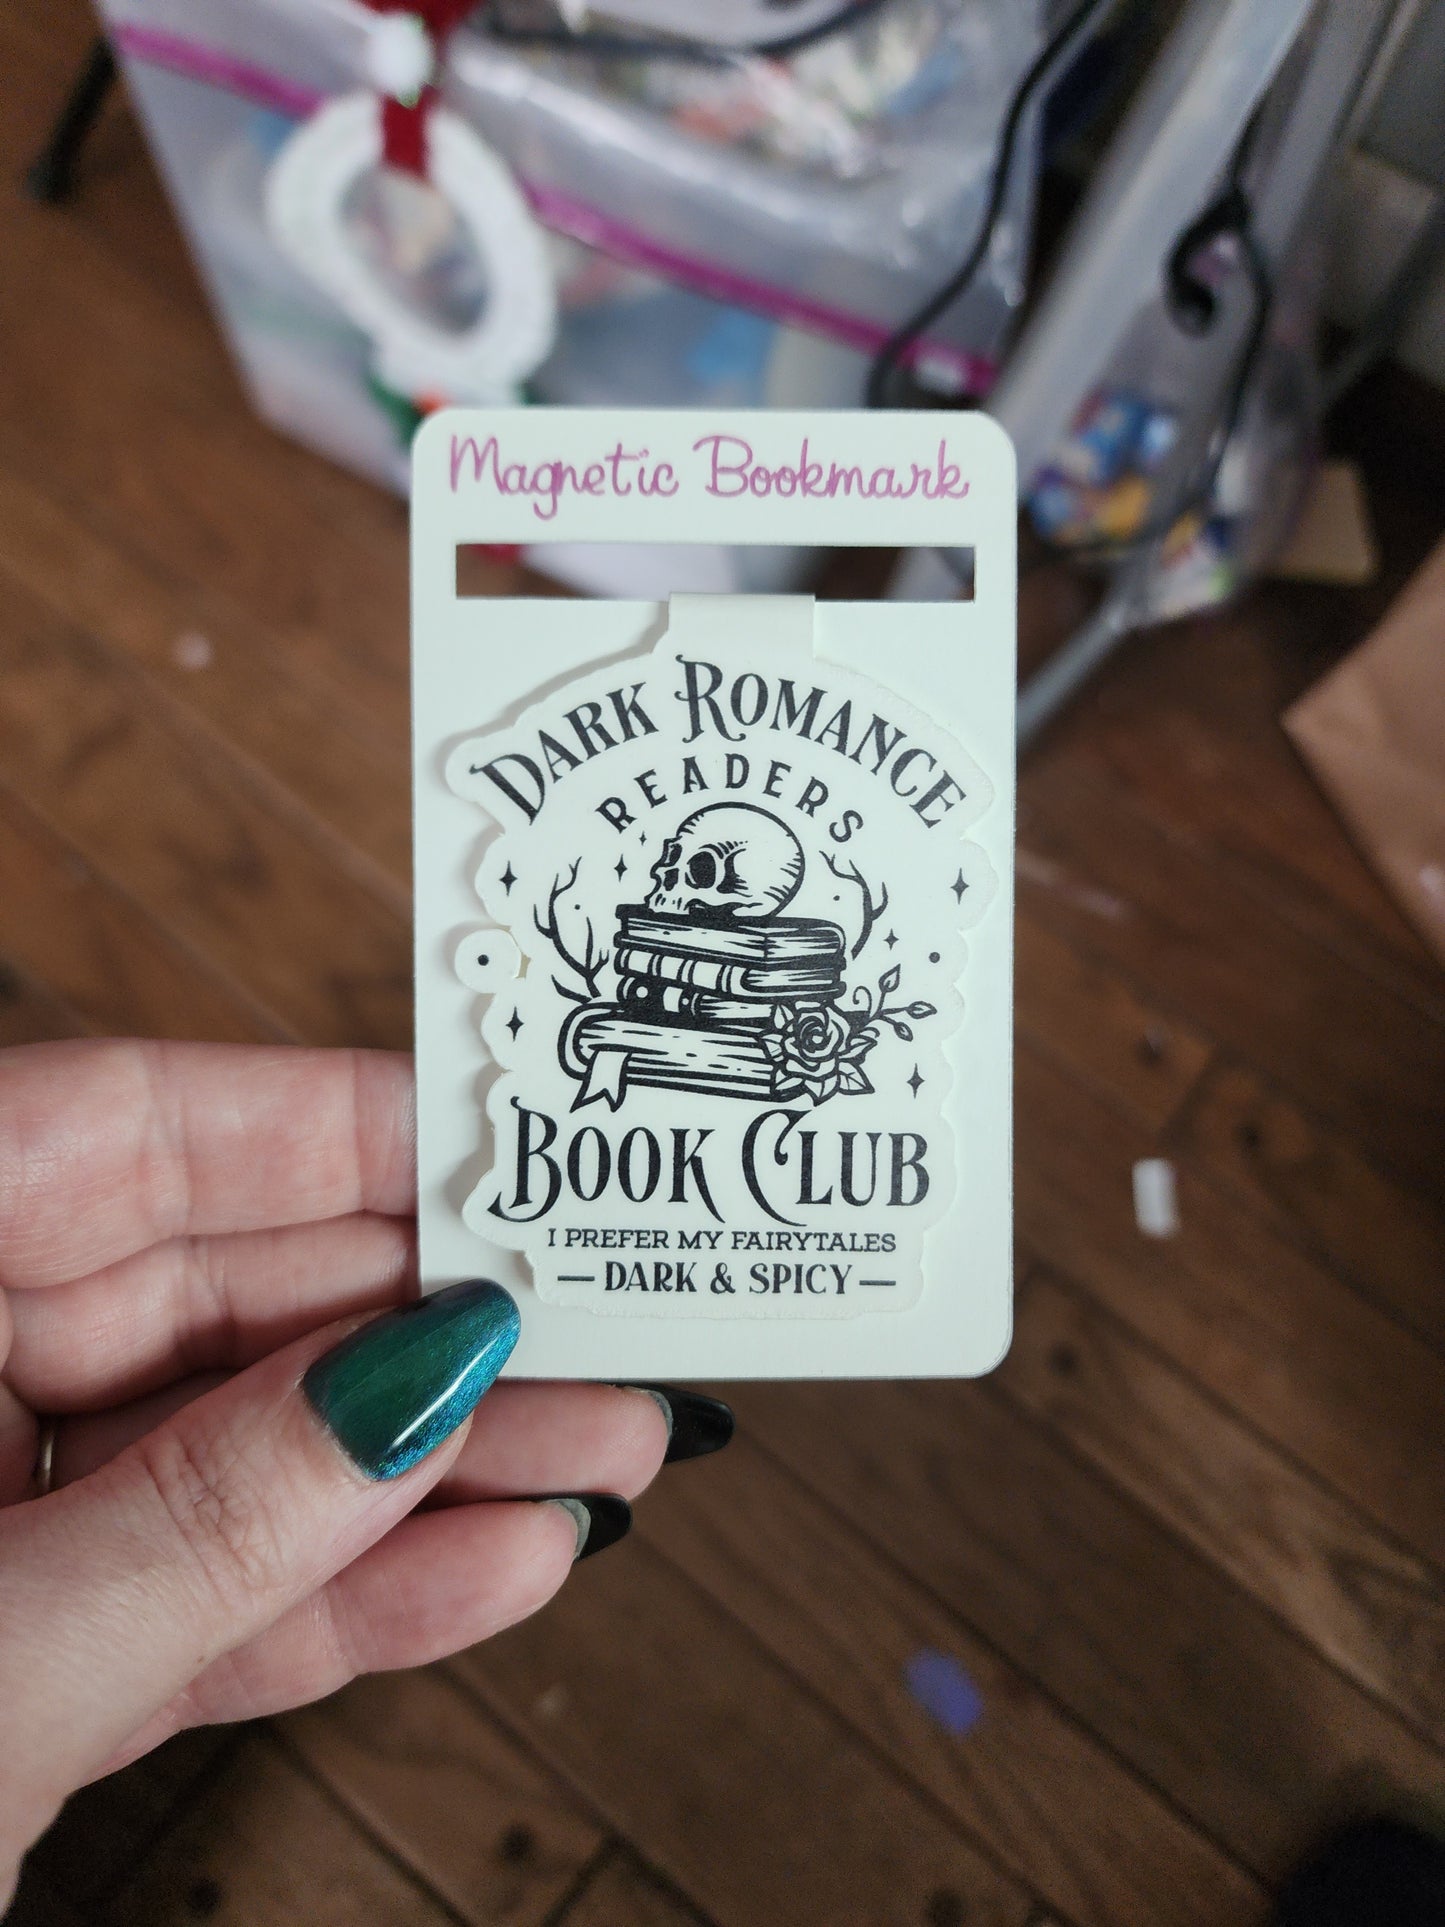 Magnetic Bookmark
DARK ROMANCE
READERS
BOOK CLUB
I PREFER MY FAIRYTALES
— DARK & SPICY —